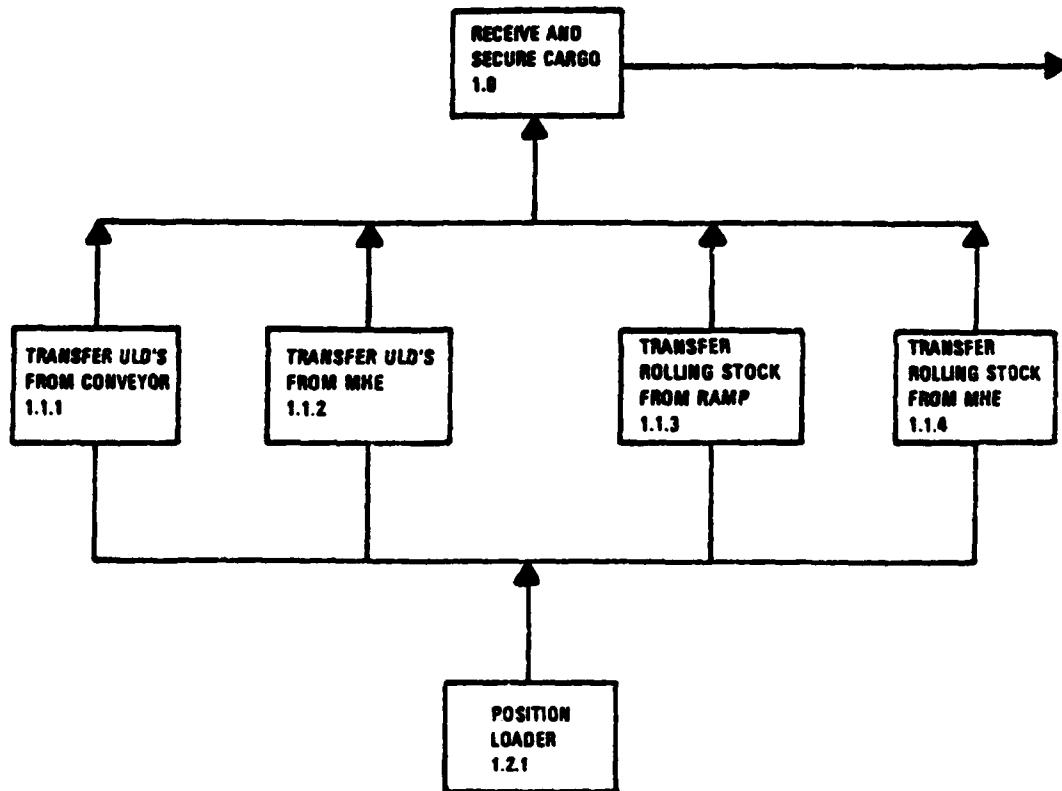 RECEIVE AND
SECURE CARGO
1.0
TRANSFER ULD'S
FROM CONVEYOR
1.1.1
TRANSFER ULD'S
FROM MHE
1.1.2
TRANSFER
ROLLING STOCK
FROM RAMP
1.1.3
TRANSFER
ROLLING STOCK
FROM MHE
1.1.4
POSITION
LOADER
1.2.1